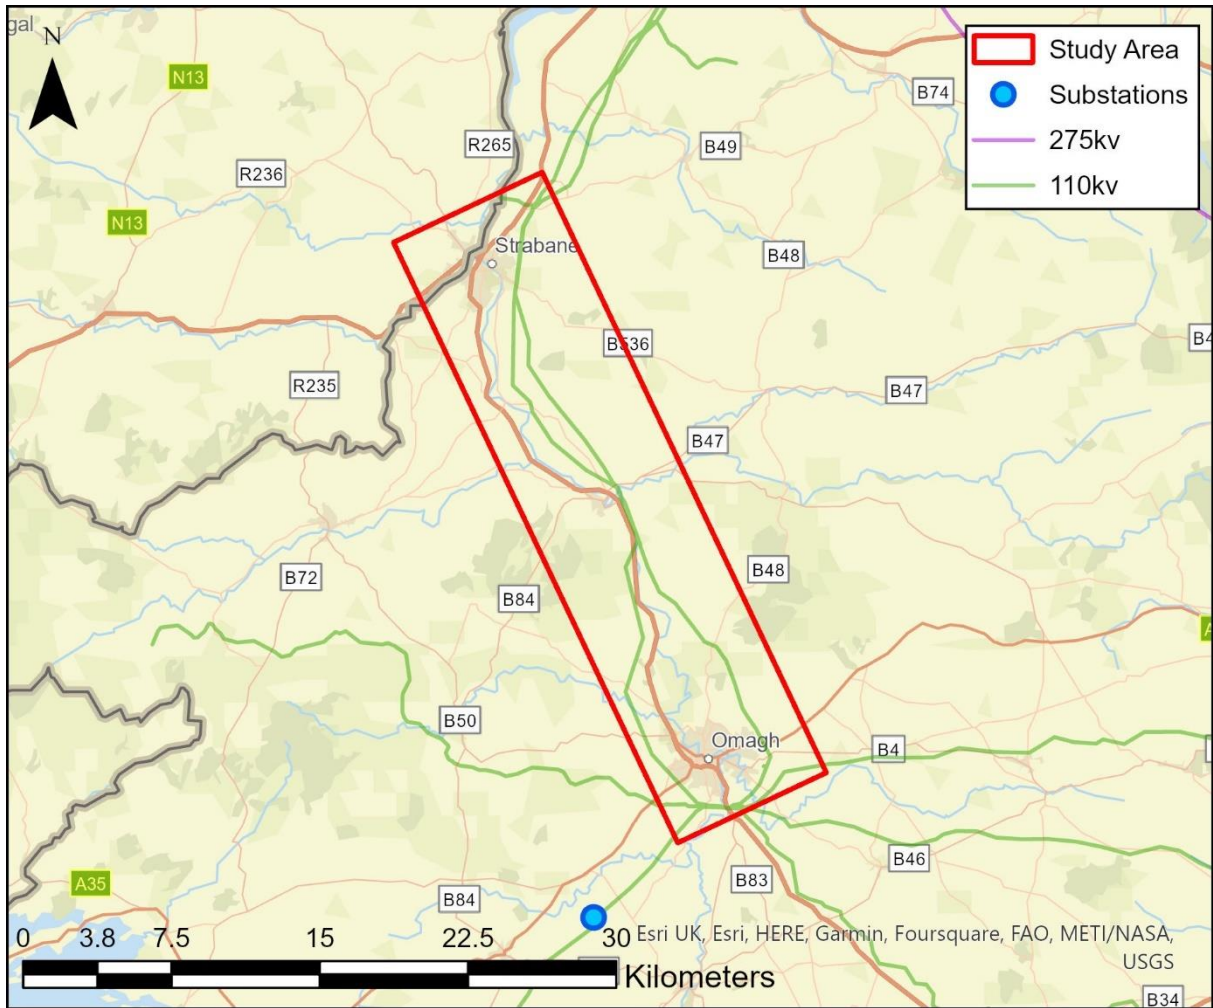 gal
N
N13
R265
B74
B49
R236
N13
Strabane
B48
B536
B4
R235
B47
B47
B72
B84
B48
A
B50
Omagh
B4
B46
A35
B84
B83
B34
Study Area
Substations
275kv
110kv
0 3.8 7.5 15 22.5 30
Kilometers
Esri UK, Esri, HERE, Garmin, Foursquare, FAO, METI/NASA,
USGS